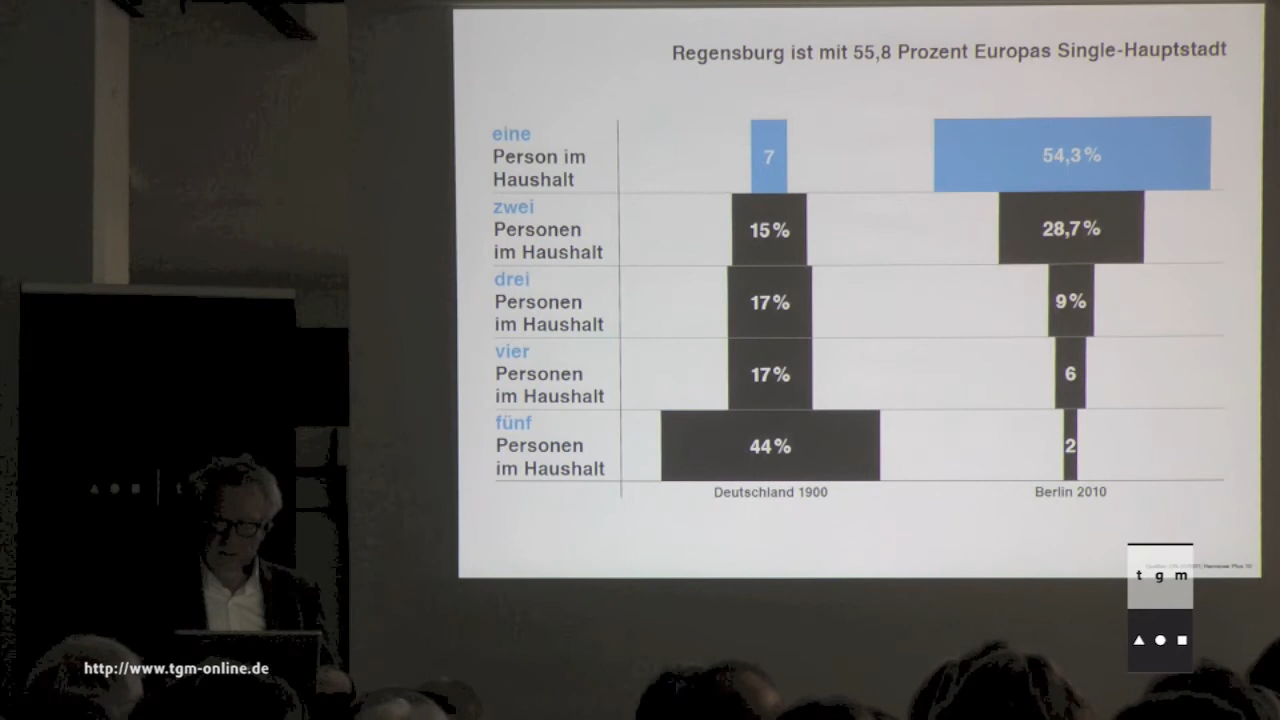 Regensburg ist mit 55,8 Prozent Europas Single-Hauptstadt
eine
Person im
Haushalt
7
54,3%
zwei
Personen
im Haushalt
15%
28,7%
drei
Personen
im Haushalt
17%
9%
vier
Personen
im Haushalt
17%
6
fünf
Personen
im Haushalt
44%
2
Deutschland 1900
Berlin 2010
t g m
http://www.tgm-online.de